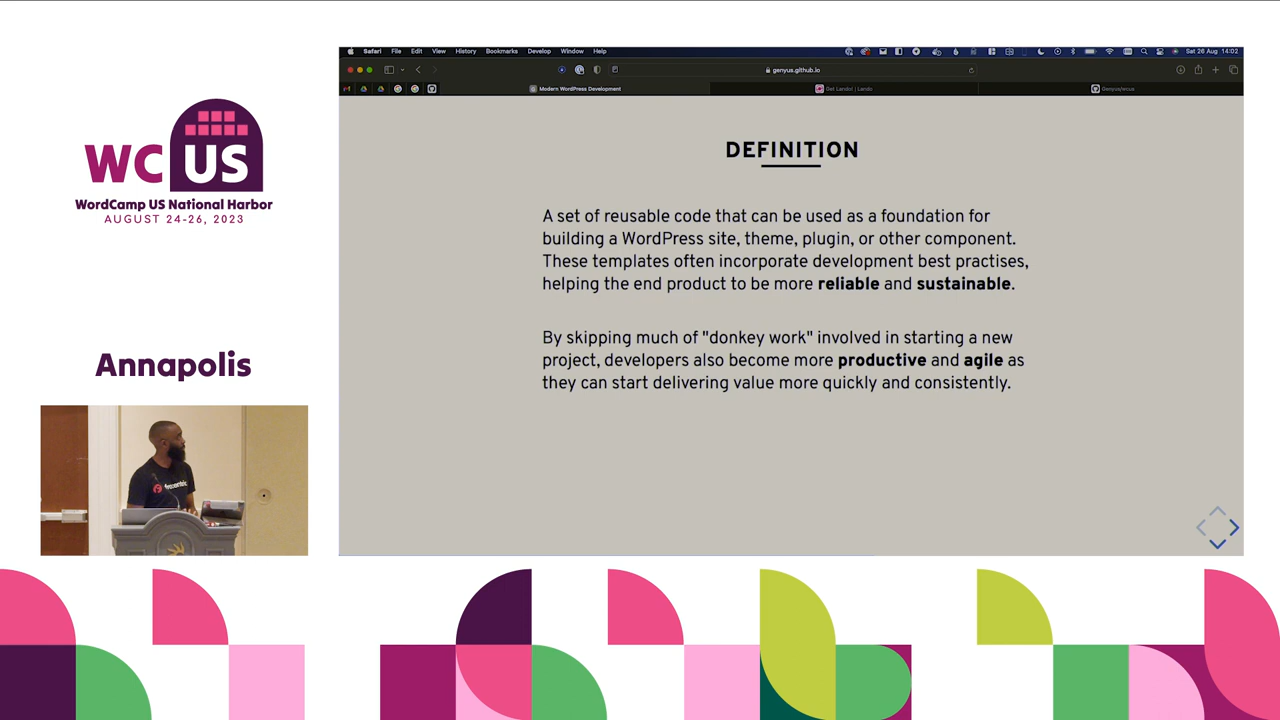 Safari File Edit View History Bookmarks Develop Window Help
Sat 26 Aug 14:02
genyus.github.io
Modern WordPress Development
Get Lando! | Lando
Genyus/wcus
WC US
WordCamp US National Harbor
AUGUST 24-26, 2023
Annapolis
DEFINITION
A set of reusable code that can be used as a foundation for
building a WordPress site, theme, plugin, or other component.
These templates often incorporate development best practises,
helping the end product to be more reliable and sustainable.
By skipping much of "donkey work" involved in starting a new
project, developers also become more productive and agile as
they can start delivering value more quickly and consistently.